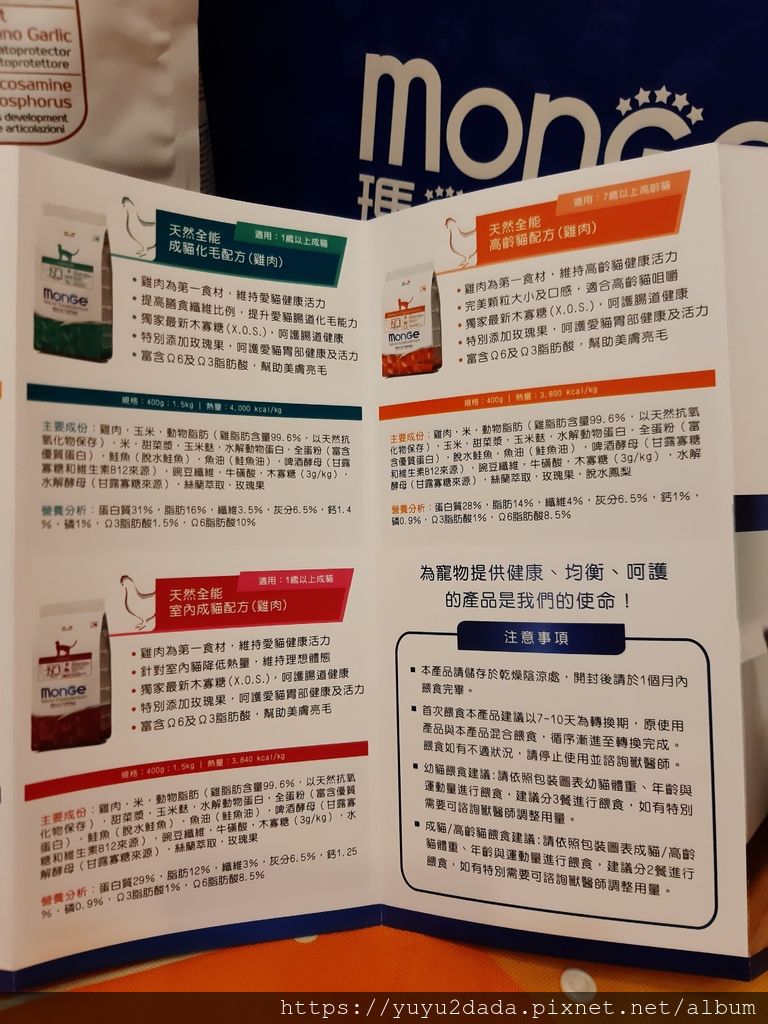 no Garlic
atoprotector
toprotettore
cosamine
osphorus
s development
e articolazioni
monGe
瑪
天然全能
成貓化毛配方(雞肉)
適用：1歲以上成貓
monGe
• 雞肉為第一食材，維持愛貓健康活力
• 提高膳食纖維比例，提升愛貓腸道化毛能力
• 獨家最新木寡糖(X.O.S.)，呵護腸道健康
• 特別添加玫瑰果，呵護愛貓胃部健康及活力
• 富含Ω6及Ω3脂肪酸，幫助美膚亮毛
規格：400g；1.5kg | 熱量：4,000 kcal/kg
主要成份：雞肉，玉米，動物脂肪（雞脂肪含量99.6%，以天然抗氧
氧化物保存），米，甜菜漿，玉米麩，水解動物蛋白，全蛋粉（富含
優質蛋白），鮭魚（脫水鮭魚），魚油（鮭魚油），啤酒酵母（甘露
寡糖和維生素B12來源），豌豆纖維，牛磺酸，木寡糖（3g/kg），
水解酵母（甘露寡糖來源），絲蘭萃取，玫瑰果
營養分析：蛋白質31%，脂肪16%，纖維3.5%，灰分6.5%，鈣1.4
%，磷1%，Ω3脂肪酸1.5%，Ω6脂肪酸10%
天然全能
室內成貓配方(雞肉)
適用：1歲以上成貓
monGe
• 雞肉為第一食材，維持愛貓健康活力
• 針對室內貓降低熱量，維持理想體態
• 獨家最新木寡糖(X.O.S.)，呵護腸道健康
• 特別添加玫瑰果，呵護愛貓胃部健康及活力
• 富含Ω6及Ω3脂肪酸，幫助美膚亮毛
規格：400g；1.5kg | 熱量：3,840 kcal/kg
主要成份：雞肉，米，動物脂肪（雞脂肪含量99.6%，以天然抗氧
化物保存），甜菜漿，玉米，玉米麩，水解動物蛋白，全蛋粉（富含優質
蛋白），鮭魚（脫水鮭魚），魚油（鮭魚油），啤酒酵母（甘露寡
糖和維生素B12來源），豌豆纖維，牛磺酸，木寡糖（3g/kg），水
解酵母（甘露寡糖來源），絲蘭萃取，玫瑰果
營養分析：蛋白質29%，脂肪12%，纖維3%，灰分6.5%，鈣1.25
%，磷0.9%，Ω3脂肪酸1%，Ω6脂肪酸8.5%
天然全能
高齡貓配方(雞肉)
適用：7歲以上高齡貓
monGe
• 雞肉為第一食材，維持高齡貓健康活力
• 完美顆粒大小及口感，適合高齡貓咀嚼
• 獨家最新木寡糖(X.O.S.)，呵護腸道健康
• 特別添加玫瑰果，呵護愛貓胃部健康及活力
• 富含Ω6及Ω3脂肪酸，幫助美膚亮毛
規格：400g | 熱量：3,890 kcal/kg
主要成份：雞肉，米，動物脂肪（雞脂肪含量99.6%，以天然抗氧
化物保存），玉米，甜菜漿，玉米麩，水解動物蛋白，全蛋粉（富
含優質蛋白），鮭魚（脫水鮭魚），魚油（鮭魚油），啤酒酵母（甘露寡糖
和維生素B12來源），豌豆纖維，牛磺酸，木寡糖（3g/kg），水解
酵母（甘露寡糖來源），絲蘭萃取，玫瑰果，脫水鳳梨
營養分析：蛋白質28%，脂肪14%，纖維4%，灰分6.5%，鈣1%，
磷0.9%，Ω3脂肪酸1%，Ω6脂肪酸8.5%
為寵物提供健康、均衡、呵護
的產品是我們的使命！
注意事項
▪ 本產品請儲存於乾燥陰涼處，開封後請於1個月內
餵食完畢。
▪ 首次餵食本產品建議以7-10天為轉換期，原使用
產品與本產品混合餵食，循序漸進至轉換完成。
餵食如有不適狀況，請停止使用並諮詢獸醫師。
▪ 幼貓餵食建議:請依照包裝圖表幼貓體重、年齡與
運動量進行餵食，建議分3餐進行餵食，如有特別
需要可諮詢獸醫師調整用量。
▪ 成貓/高齡貓餵食建議:請依照包裝圖表成貓/高齡
貓體重、年齡與運動量進行餵食，建議分2餐進行
餵食，如有特別需要可諮詢獸醫師調整用量。
https://yuyu2dada.pixnet.net/album